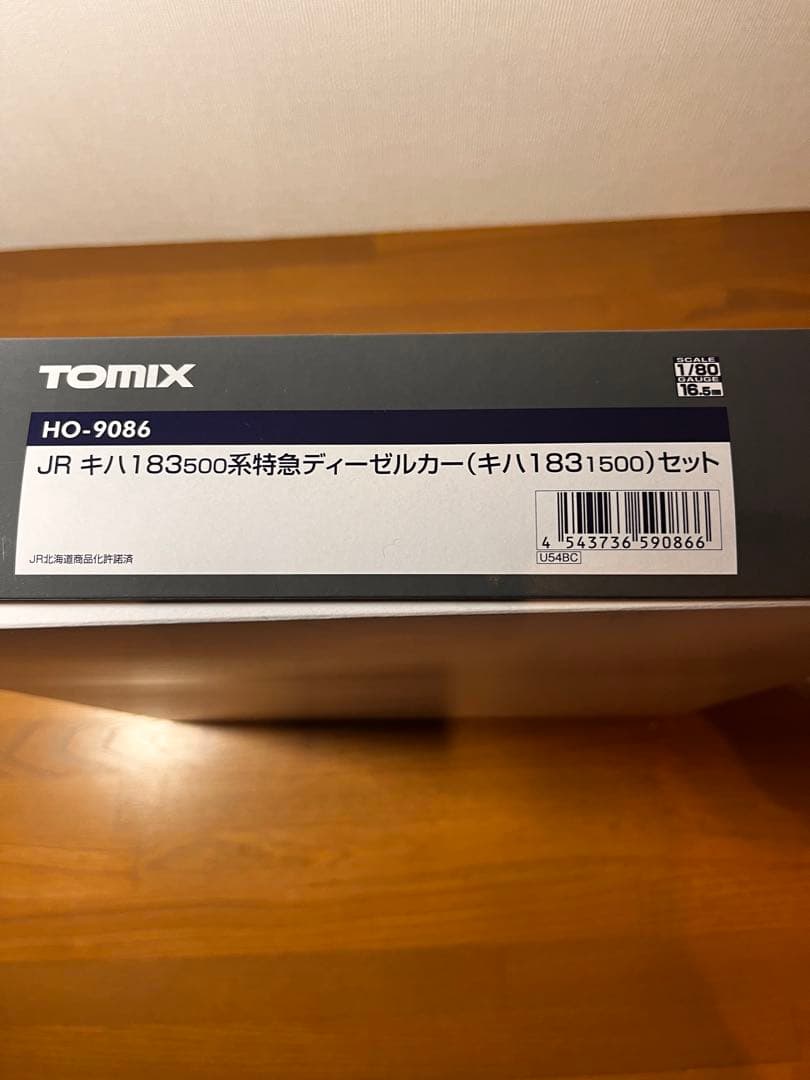 TOMIX
SCALE
1/80
GAUGE
16.5mm
HO-9086
JR キハ183500系特急ディーゼルカー(キハ1831500)セット
4 543736 590866
U54BC
JR北海道商品化許諾済